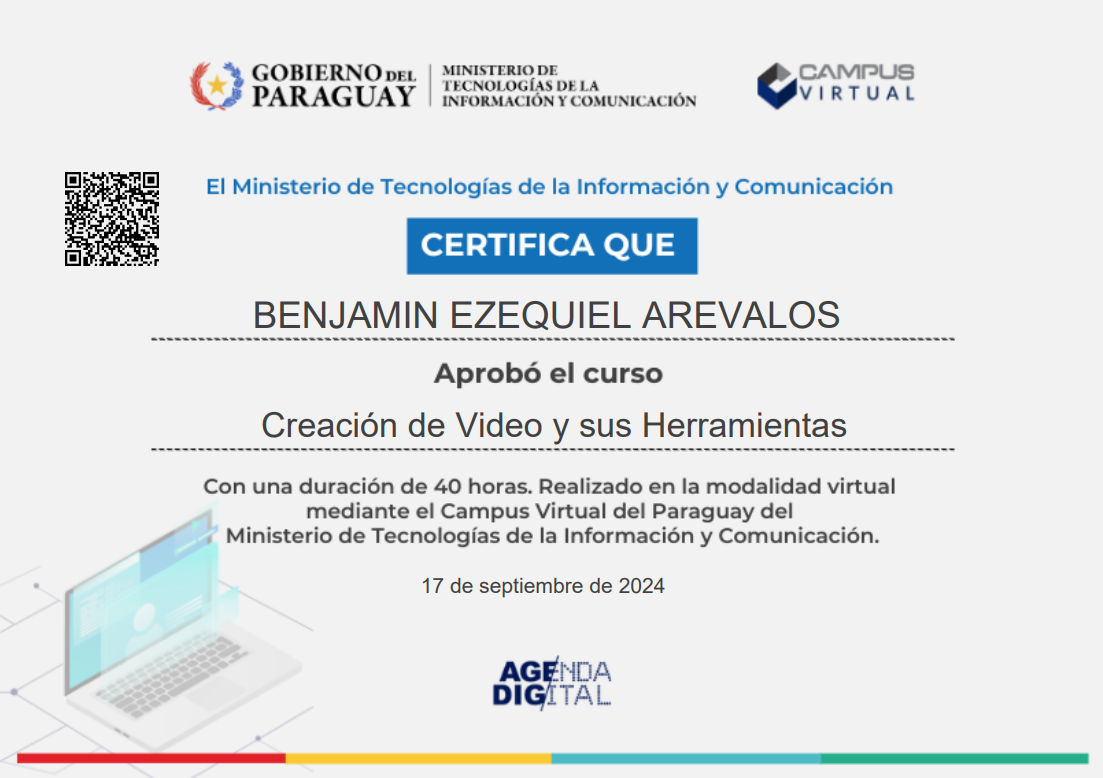 GOBIERNO DEL
PARAGUAY
MINISTERIO DE
TECNOLOGÍAS DE LA
INFORMACIÓN Y COMUNICACIÓN
CAMPUS
VIRTUAL
El Ministerio de Tecnologías de la Información y Comunicación
CERTIFICA QUE
BENJAMIN EZEQUIEL AREVALOS
Aprobó el curso
Creación de Video y sus Herramientas
Con una duración de 40 horas. Realizado en la modalidad virtual
mediante el Campus Virtual del Paraguay del
Ministerio de Tecnologías de la Información y Comunicación.
17 de septiembre de 2024
AGENDA
DIGITAL